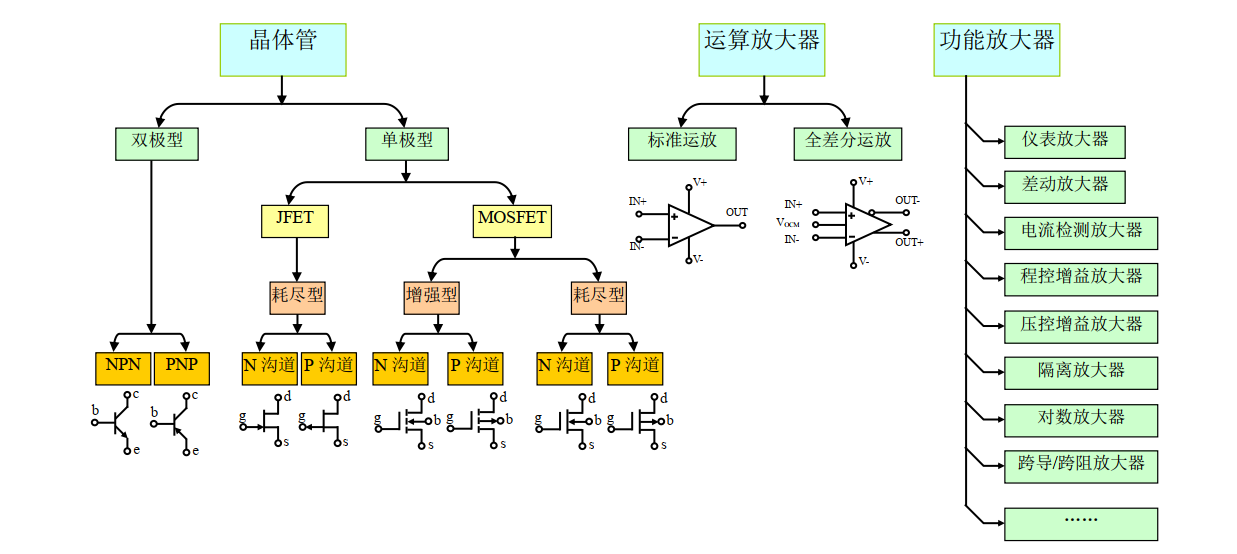 晶体管
运算放大器
功能放大器
双极型
单极型
标准运放
全差分运放
仪表放大器
差动放大器
JFET
MOSFET
V+
IN+
OUT
IN-
V-
V+
IN+
VOCM
IN-
OUT-
OUT+
V-
电流检测放大器
程控增益放大器
耗尽型
增强型
耗尽型
压控增益放大器
NPN
PNP
N 沟道
P 沟道
N 沟道
P 沟道
N 沟道
P 沟道
隔离放大器
b
c
e
b
c
e
g
d
s
g
d
s
g
d
b
s
g
d
b
s
g
d
b
s
g
d
b
s
对数放大器
跨导/跨阻放大器
……